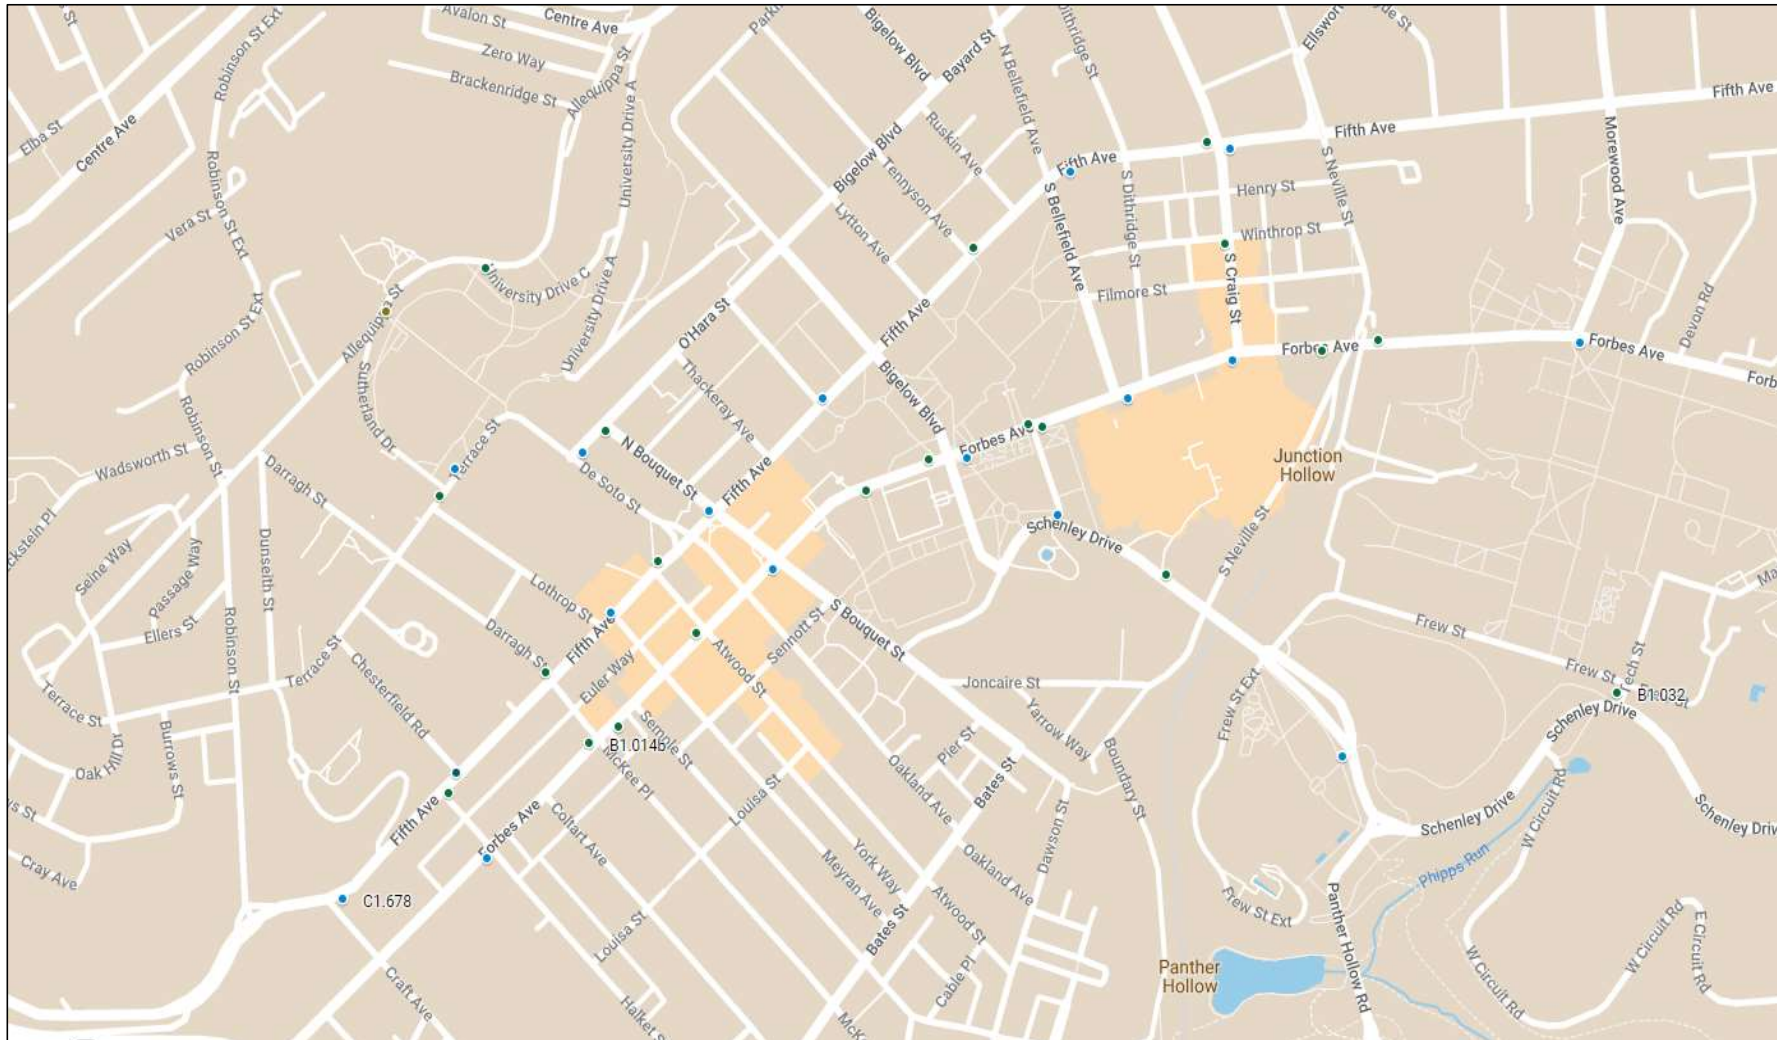 Avalon St
Centre Ave
Zero Way
Brackenridge St
Allequippa St
University Drive A
Robinson St Ext
Elba St
Centre Ave
Bigelow Blvd
Bayard St
N Bellefield Ave
Ellsworth
Fifth Ave
Fifth Ave
Morewood Ave
Robinson St Ext
Vera St
University Drive A
Bigelow Blvd
Ruskin Ave
Tennyson Ave
Lytton Ave
Fifth Ave
S Dithridge St
S Bellefield Ave
Henry St
Winthrop St
S Neville St
S Craig St
Filmore St
University Drive C
University Drive A
Allequippa St
Robinson St Ext
O'Hara St
Fifth Ave
Bigelow Blvd
Forbes Ave
Forbes Ave
Devon Rd
Sutherland Dr
Thackeray Ave
Robinson St
Wadsworth St
Terrace St
N Bouquet St
De Soto St
Fifth Ave
Forbes Ave
Junction
Hollow
Darragh St
Schenley Drive
S Neville St
Seine Way
Passage Way
Dunseith St
Ellers St
Robinson St
Lothrop St
Darragh St
Fifth Ave
Euler Way
Sennott St
S Bouquet St
Atwood St
Frew St
Frew St
Tech St
B1.032
Terrace St
Terrace St
Chesterfield Rd
Joncaire St
Yarrow Way
Frew St Ext
Schenley Drive
Semple St
B1.014b
McKee Pl
Burrows St
Oak Hill Dr
Pier St
Oakland Ave
Bates St
Boundary St
Louisa St
Fifth Ave
Forbes Ave
Coltart Ave
Dawson St
Schenley Drive
W Circuit Rd
Schenley Drive
Cray Ave
C1.678
Meyran Ave
York Way
Oakland Ave
Phipps Run
Frew St Ext
Panther Hollow Rd
Louisa St
Bates St
Atwood St
Cable Pl
Panther
Hollow
W Circuit Rd
W Circuit Rd
E Circuit Rd
Craft Ave
Halket